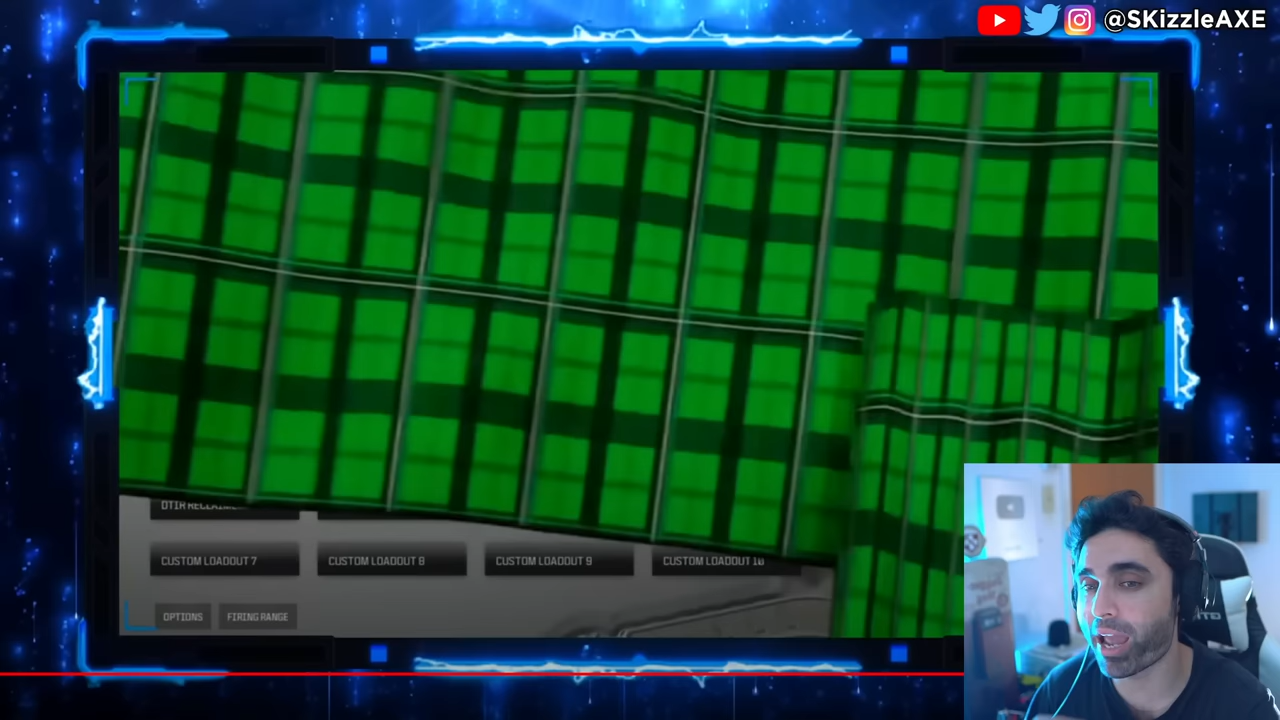 @SKizzleAXE
CUSTOM LOADOUT 7
CUSTOM LOADOUT 8
CUSTOM LOADOUT 9
CUSTOM LOADOUT 10
OPTIONS
FIRING RANGE